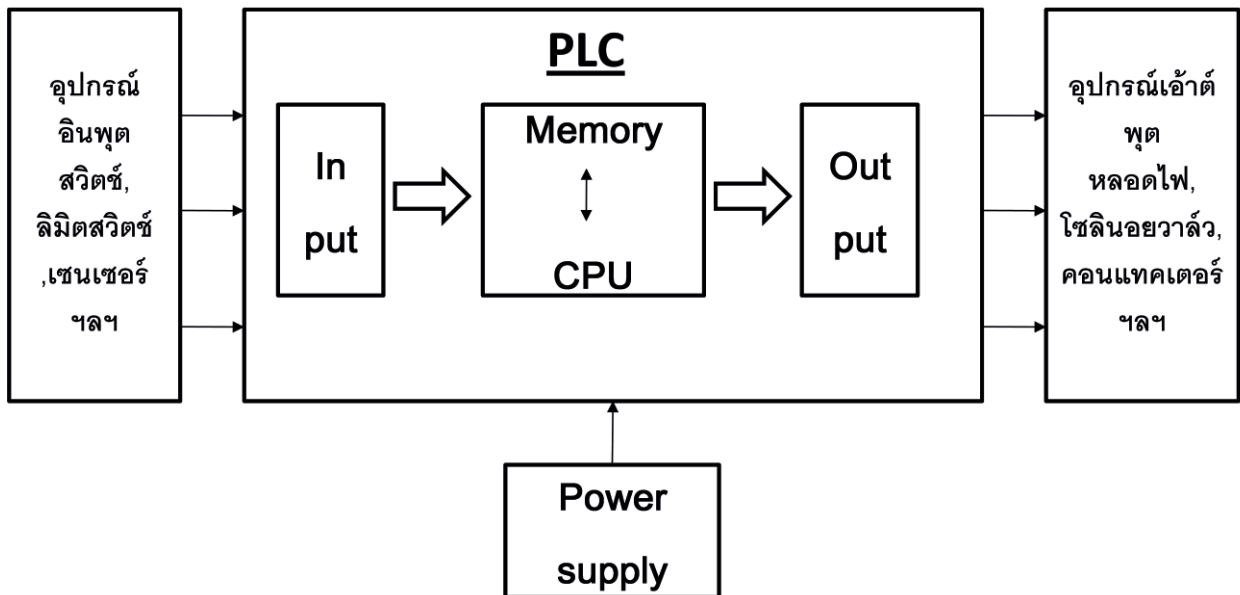 PLC
อุปกรณ์
อินพุต
สวิตช์,
ลิมิตสวิตช์
,เซนเซอร์
ฯลฯ
In
put
Memory
CPU
Out
put
อุปกรณ์เอ้าต์
พุต
หลอดไฟ,
โซลินอยวาล์ว,
คอนแทคเตอร์
ฯลฯ
Power
supply